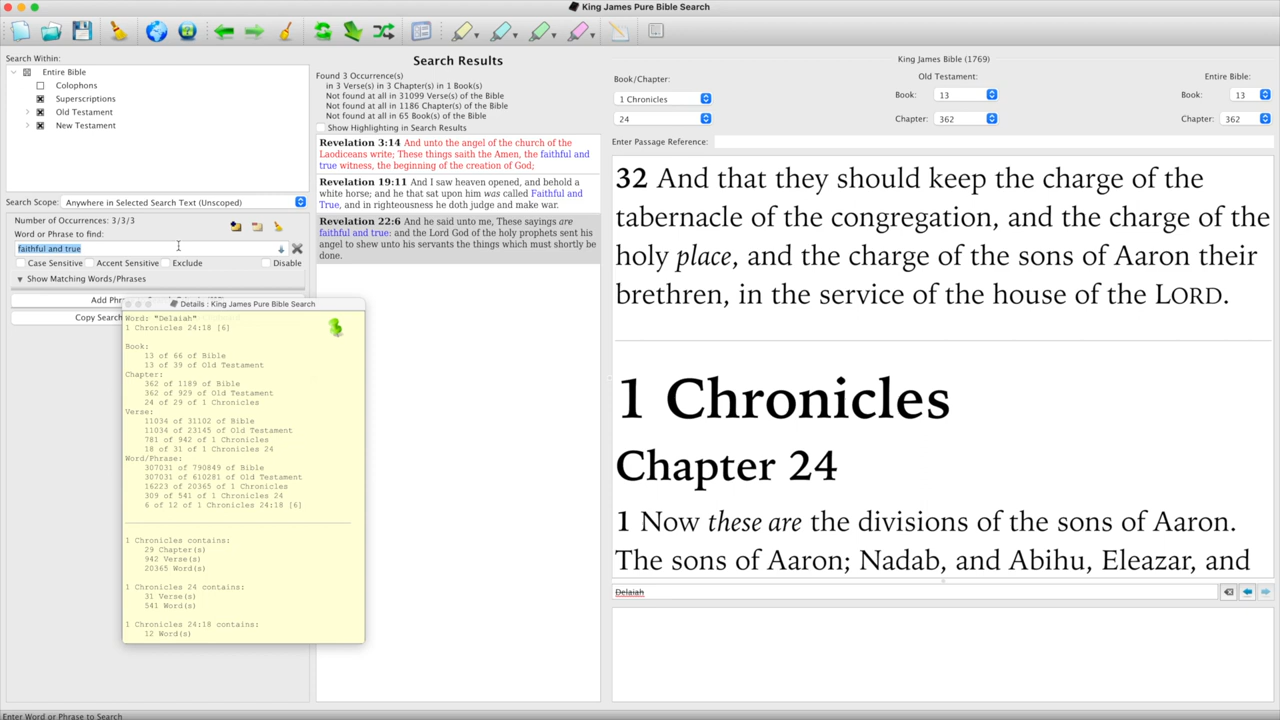 King James Pure Bible Search
Search Within:
Entire Bible
Colophons
Superscriptions
Old Testament
New Testament
Search Scope: Anywhere in Selected Search Text (Unscoped)
Number of Occurrences: 3/3/3
Word or Phrase to find:
faithful and true
Case Sensitive Accent Sensitive Exclude Disable
Show Matching Words/Phrases
Add Phr
Copy Search
Details : King James Pure Bible Search
Word: "Delaiah"
1 Chronicles 24:18 [6]
Book:
13 of 66 of Bible
13 of 39 of Old Testament
Chapter:
362 of 1189 of Bible
362 of 929 of Old Testament
24 of 29 of 1 Chronicles
Verse:
11034 of 31102 of Bible
11034 of 23145 of Old Testament
781 of 942 of 1 Chronicles
18 of 31 of 1 Chronicles 24
Word/Phrase:
307031 of 790849 of Bible
307031 of 610281 of Old Testament
16223 of 20365 of 1 Chronicles
309 of 541 of 1 Chronicles 24
6 of 12 of 1 Chronicles 24:18 [6]
1 Chronicles contains:
29 Chapter(s)
942 Verse(s)
20365 Word(s)
1 Chronicles 24 contains:
31 Verse(s)
541 Word(s)
1 Chronicles 24:18 contains:
12 Word(s)
Enter Word or Phrase to Search
Search Results
Found 3 Occurrence(s)
in 3 Verse(s) in 3 Chapter(s) in 1 Book(s)
Not found at all in 31099 Verse(s) of the Bible
Not found at all in 1186 Chapter(s) of the Bible
Not found at all in 65 Book(s) of the Bible
Show Highlighting in Search Results
Revelation 3:14 And unto the angel of the church of the
Laodiceans write; These things saith the Amen, the faithful and
true witness, the beginning of the creation of God;
Revelation 19:11 And I saw heaven opened, and behold a
white horse; and he that sat upon him was called Faithful and
True, and in righteousness he doth judge and make war.
Revelation 22:6 And he said unto me, These sayings are
faithful and true: and the Lord God of the holy prophets sent his
angel to shew unto his servants the things which must shortly be
done.
King James Bible (1769)
Book/Chapter: Old Testament: Entire Bible:
1 Chronicles Book: 13 Book: 13
24 Chapter: 362 Chapter: 362
Enter Passage Reference:
32 And that they should keep the charge of the
tabernacle of the congregation, and the charge of the
holy place, and the charge of the sons of Aaron their
brethren, in the service of the house of the LORD.
1 Chronicles
Chapter 24
1 Now these are the divisions of the sons of Aaron.
The sons of Aaron; Nadab, and Abihu, Eleazar, and
Delaiah